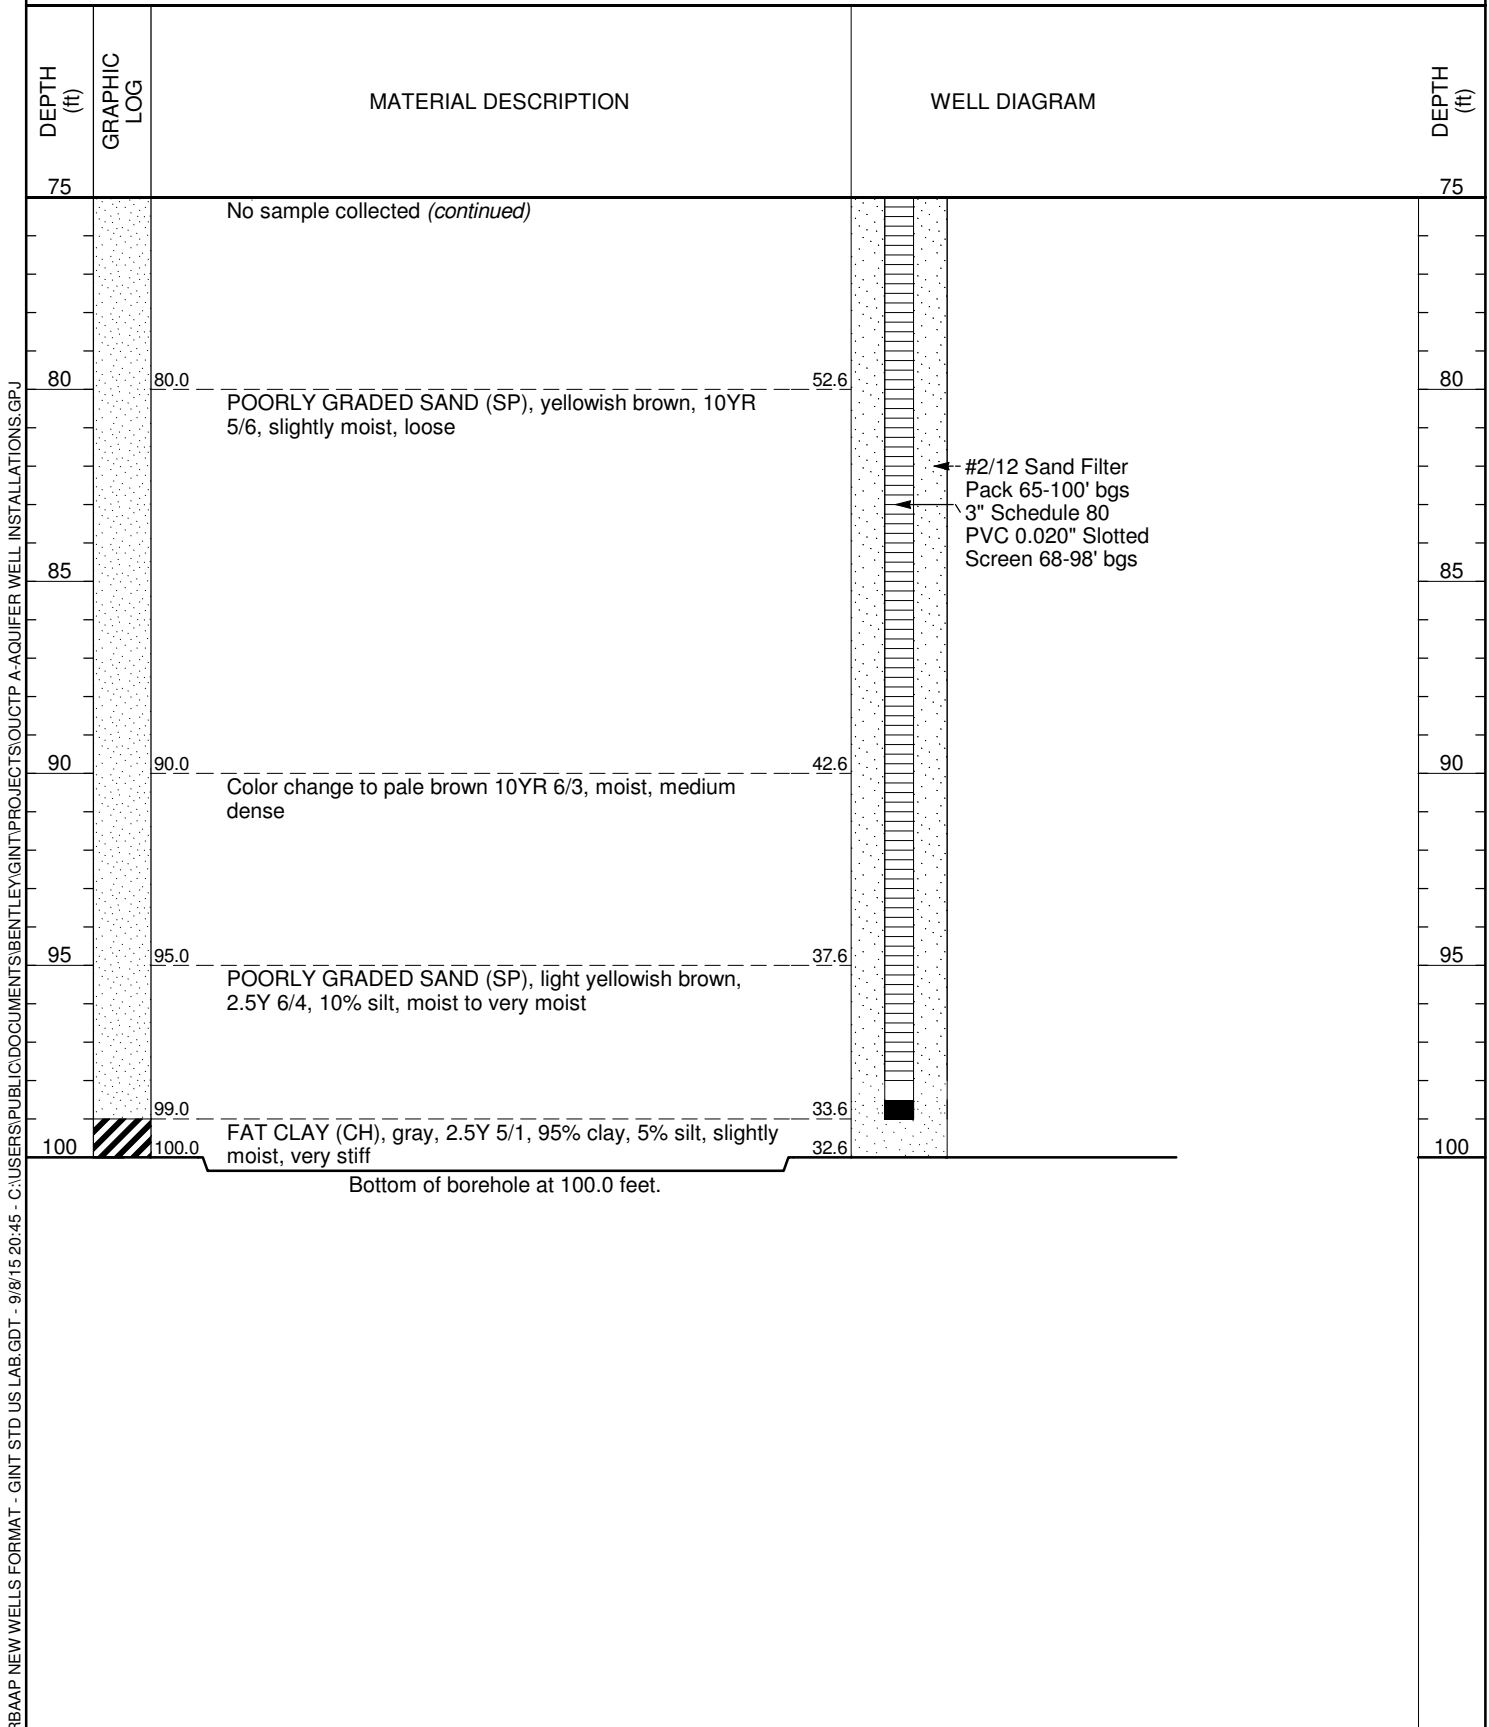 DEPTH
(ft)
GRAPHIC
LOG
MATERIAL DESCRIPTION
WELL DIAGRAM
DEPTH
(ft)
75
75
No sample collected (continued)
80
80.0
52.6
80
POORLY GRADED SAND (SP), yellowish brown, 10YR
5/6, slightly moist, loose
#2/12 Sand Filter
Pack 65-100' bgs
3" Schedule 80
PVC 0.020" Slotted
Screen 68-98' bgs
85
85
90
90.0
42.6
90
Color change to pale brown 10YR 6/3, moist, medium
dense
95
95.0
37.6
95
POORLY GRADED SAND (SP), light yellowish brown,
2.5Y 6/4, 10% silt, moist to very moist
99.0
33.6
FAT CLAY (CH), gray, 2.5Y 5/1, 95% clay, 5% silt, slightly
moist, very stiff
100
100.0
32.6
100
Bottom of borehole at 100.0 feet.
NEW WELLS FORMAT - GINT STD US LAB.GDT - 9/8/15 20:45 - C:\USERS\PUBLIC\DOCUMENTS\BENTLEY\GINT\PROJECTS\OUCTP A-AQUIFER WELL INSTALLATIONS.GPJ